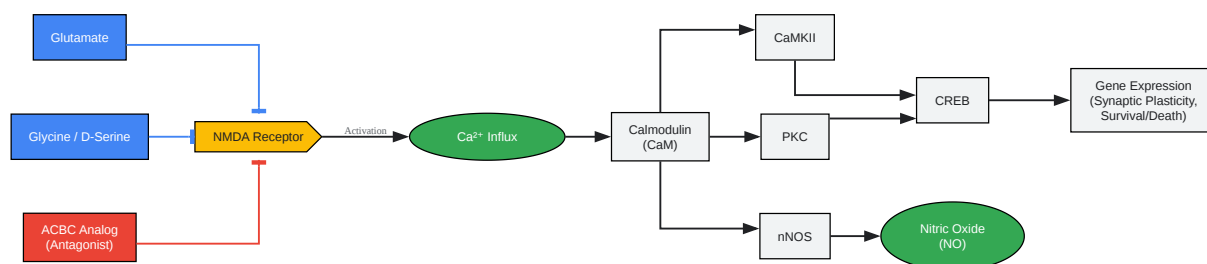 Glutamate
Glycine / D-Serine
ACBC Analog
(Antagonist)
NMDA Receptor
Activation
Ca²⁺ Influx
Calmodulin
(CaM)
CaMKII
PKC
nNOS
CREB
Nitric Oxide
(NO)
Gene Expression
(Synaptic Plasticity,
Survival/Death)